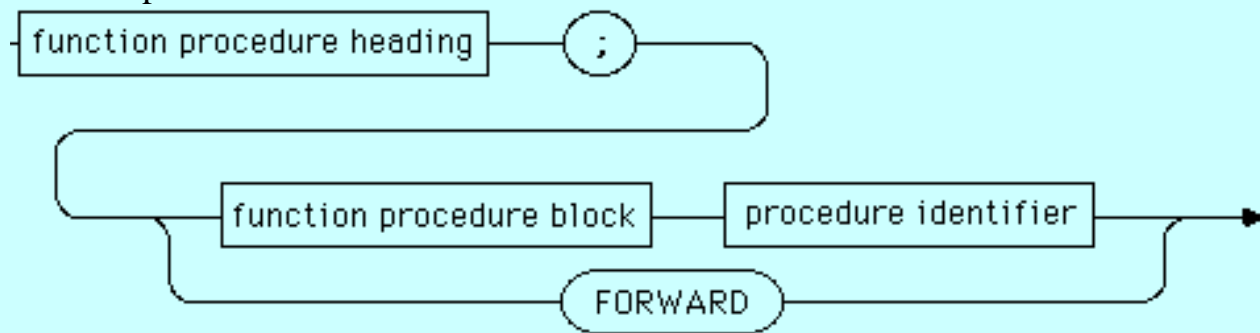 function procedure heading ;
function procedure block procedure identifier
FORWARD